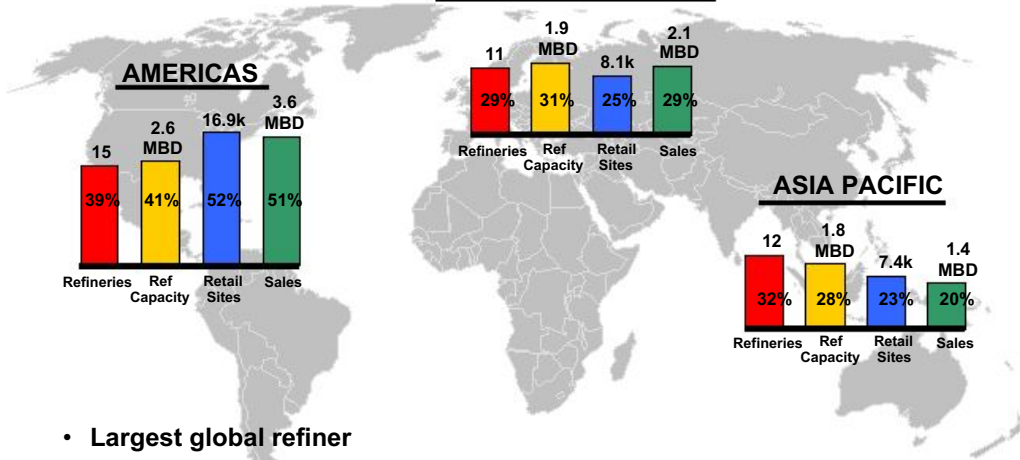 AMERICAS
15
2.6
MBD
16.9k
3.6
MBD
39%
41%
52%
51%
Refineries
Ref
Capacity
Retail
Sites
Sales
11
1.9
MBD
8.1k
2.1
MBD
29%
31%
25%
29%
Refineries
Ref
Capacity
Retail
Sites
Sales
ASIA PACIFIC
12
1.8
MBD
7.4k
1.4
MBD
32%
28%
23%
20%
Refineries
Ref
Capacity
Retail
Sites
Sales
• Largest global refiner